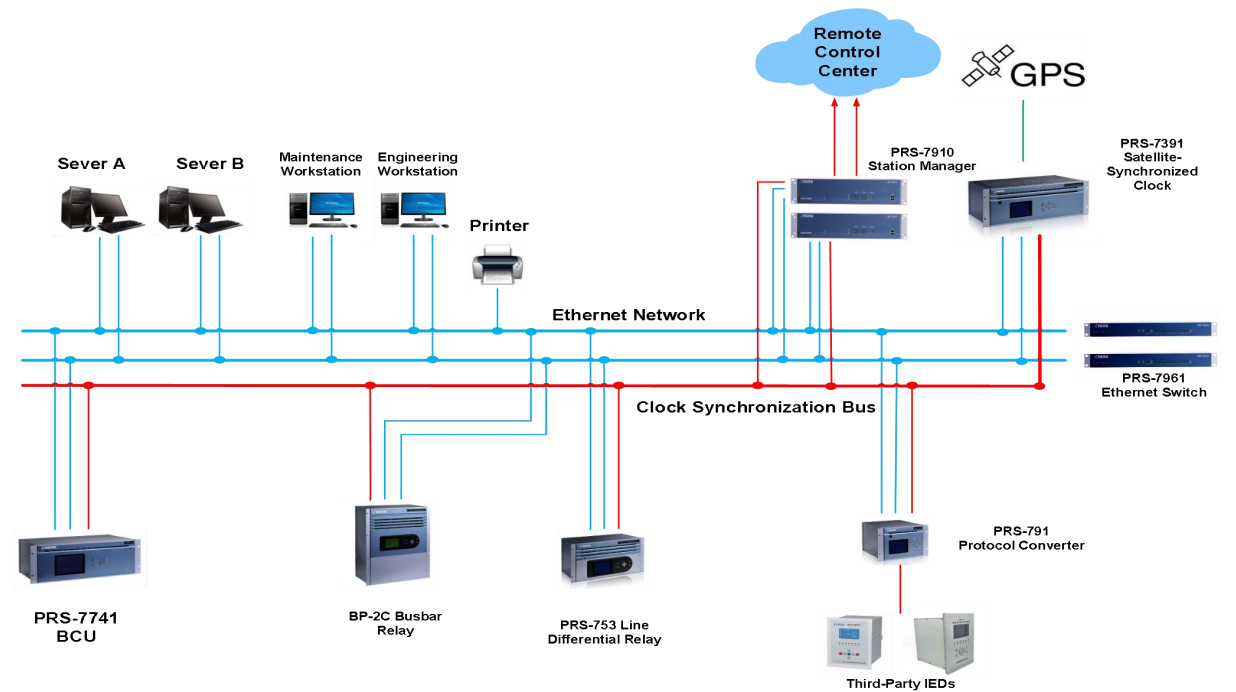 Remote
Control
Center
GPS
PRS-7910
Station Manager
PRS-7391
Satellite-
Synchronized
Clock
Sever A
Sever B
Maintenance
Workstation
Engineering
Workstation
Printer
Ethernet Network
PRS-7961
Ethernet Switch
Clock Synchronization Bus
PRS-7741
BCU
BP-2C Busbar
Relay
PRS-753 Line
Differential Relay
PRS-791
Protocol Converter
Third-Party IEDs